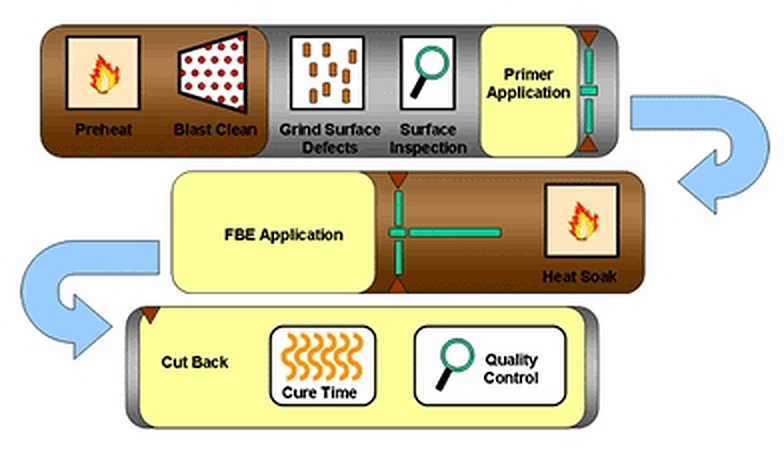 Preheat
Blast Clean
Grind Surface
Defects
Surface
Inspection
Primer
Application
FBE Application
Heat Soak
Cut Back
Cure Time
Quality
Control